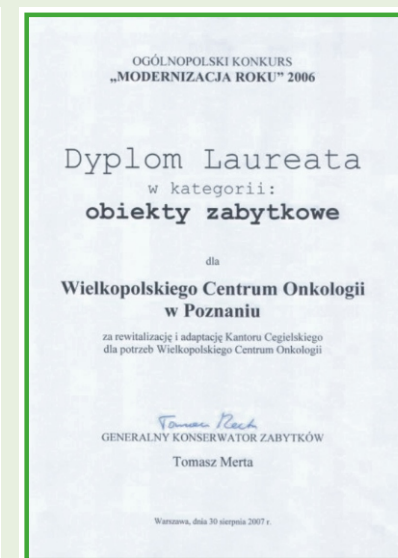 OGÓLNOPOLSKI KONKURS
„MODERNIZACJA ROKU” 2006
Dyplom Laureata
w kategorii:
obiekty zabytkowe
dla
Wielkopolskiego Centrum Onkologii
w Poznaniu
za rewitalizację i adaptację Kantoru Cegielskiego
dla potrzeb Wielkopolskiego Centrum Onkologii
GENERALNY KONSERWATOR ZABYTKÓW
Tomasz Merta
Warszawa, dnia 30 sierpnia 2007 r.